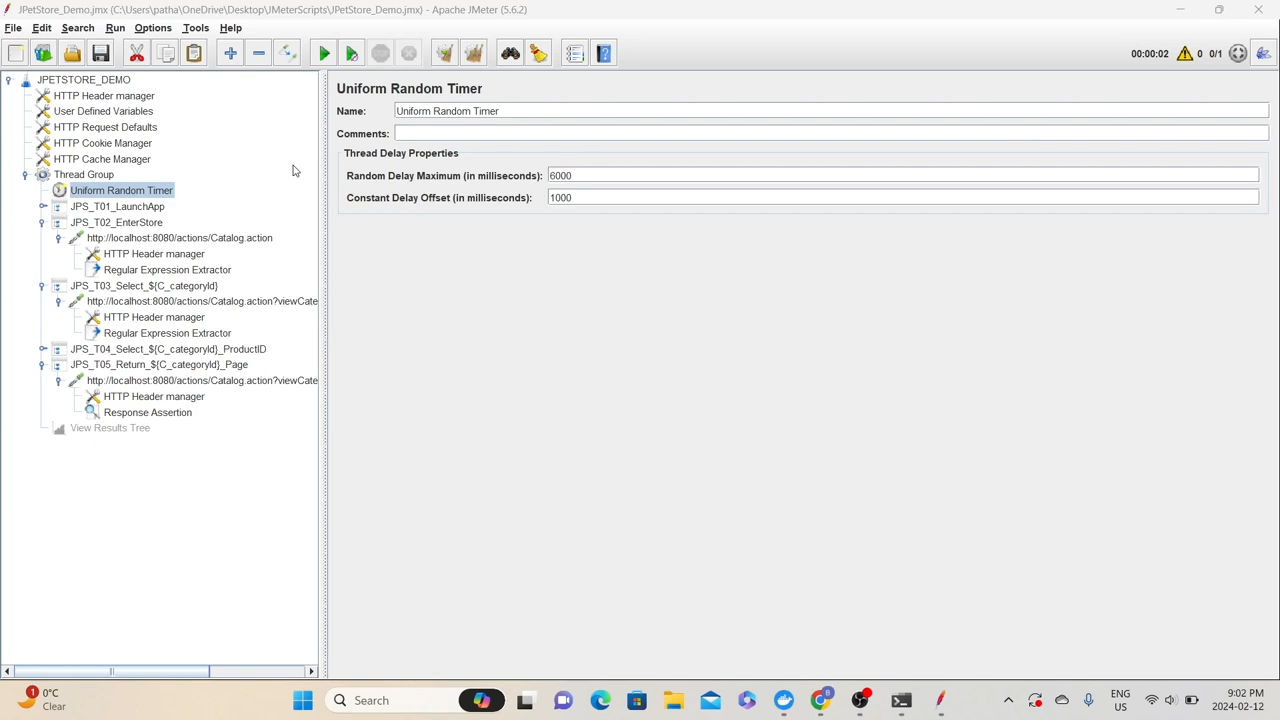 JPetStore_Demo.jmx (C:\Users\patha\OneDrive\Desktop\JMeterScripts\JPetStore_Demo.jmx) - Apache JMeter (5.6.2)
File Edit Search Run Options Tools Help
00:00:02 0 0/1
JPETSTORE_DEMO
HTTP Header manager
User Defined Variables
HTTP Request Defaults
HTTP Cookie Manager
HTTP Cache Manager
Thread Group
Uniform Random Timer
JPS_T01_LaunchApp
JPS_T02_EnterStore
http://localhost:8080/actions/Catalog.action
HTTP Header manager
Regular Expression Extractor
JPS_T03_Select_${C_categoryId}
http://localhost:8080/actions/Catalog.action?viewCate
HTTP Header manager
Regular Expression Extractor
JPS_T04_Select_${C_categoryId}_ProductID
JPS_T05_Return_${C_categoryId}_Page
http://localhost:8080/actions/Catalog.action?viewCate
HTTP Header manager
Response Assertion
View Results Tree
Uniform Random Timer
Name: Uniform Random Timer
Comments:
Thread Delay Properties
Random Delay Maximum (in milliseconds): 6000
Constant Delay Offset (in milliseconds): 1000
1
0°C
Clear
Search
ENG
US
9:02 PM
2024-02-12